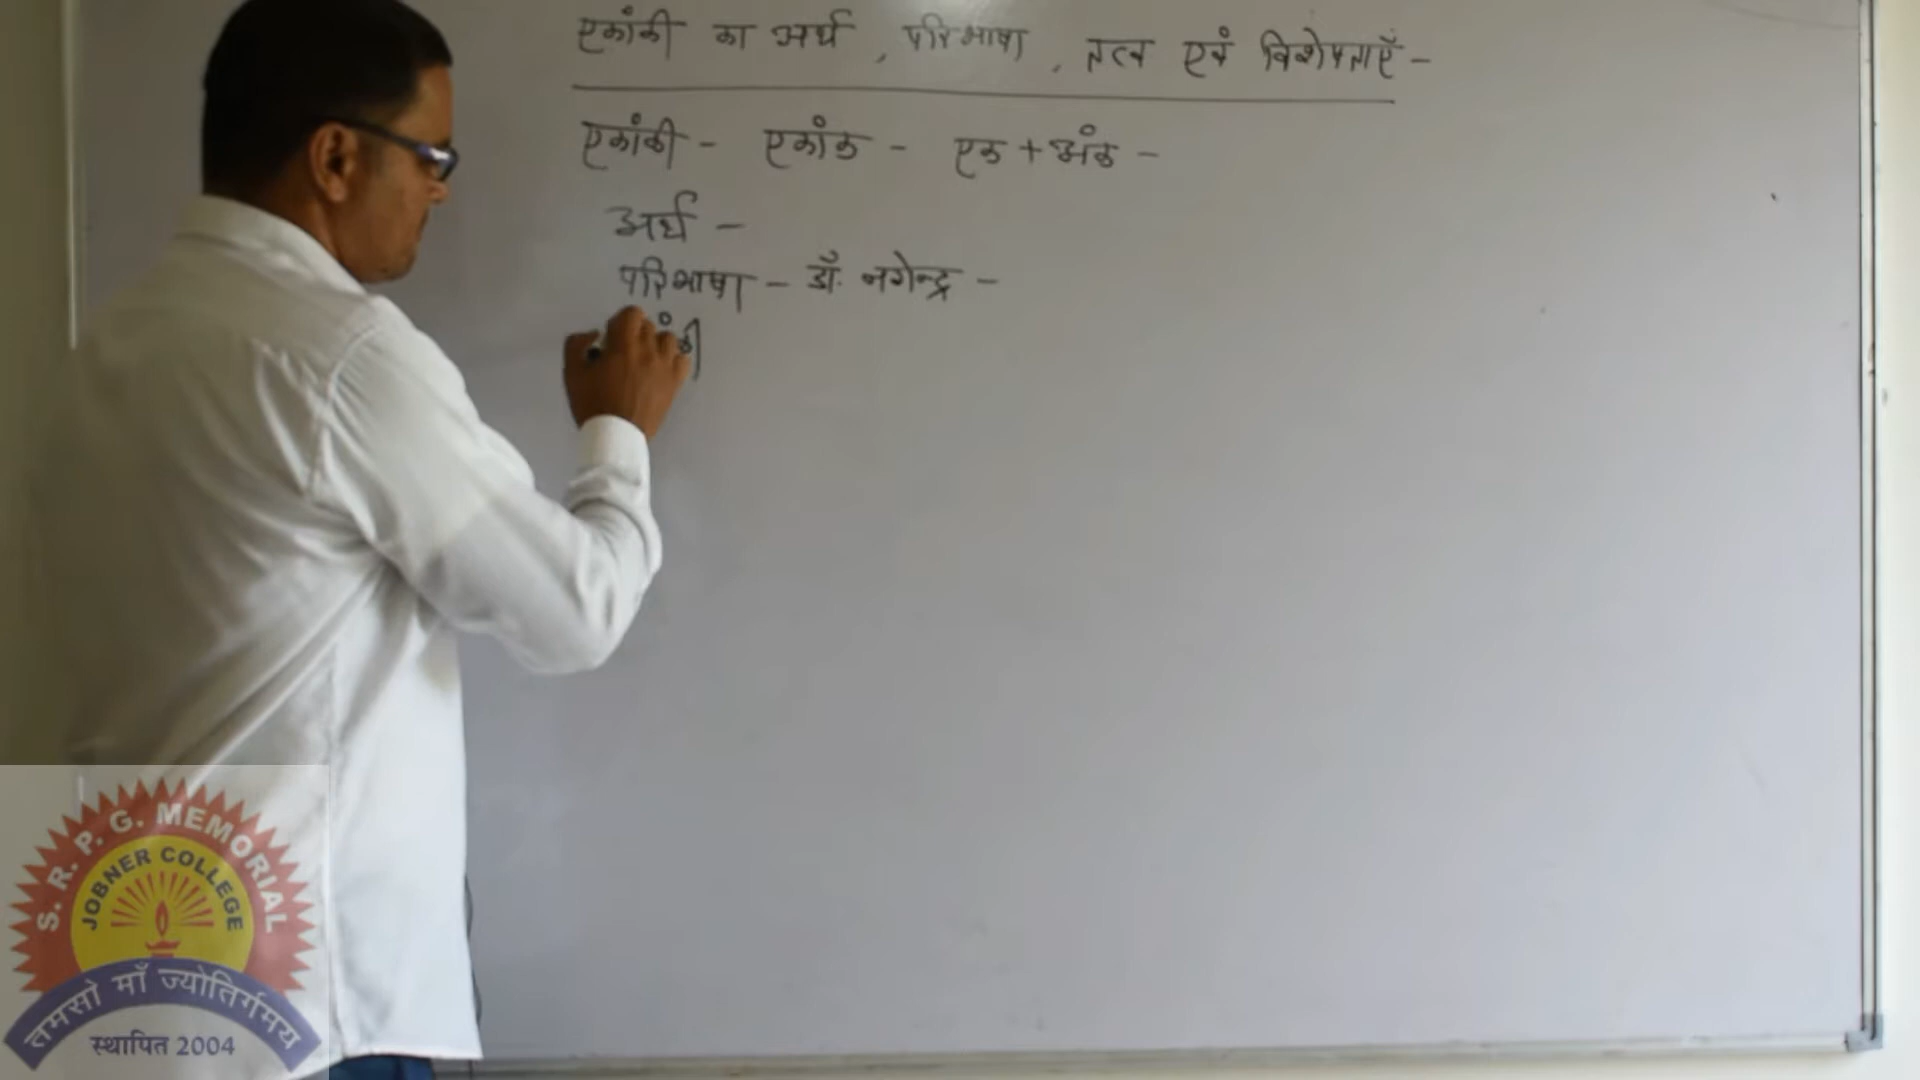 एकांकी का अर्थ, परिभाषा, तत्व एवं विशेषताएँ -
एकांकी - एकांक - एक + अंक -
अर्थ -
परिभाषा - डॉ. नगेन्द्र -
S. R. P. G. MEMORIAL
JOBNER COLLEGE
तमसो माँ ज्योतिर्गमय
स्थापित 2004